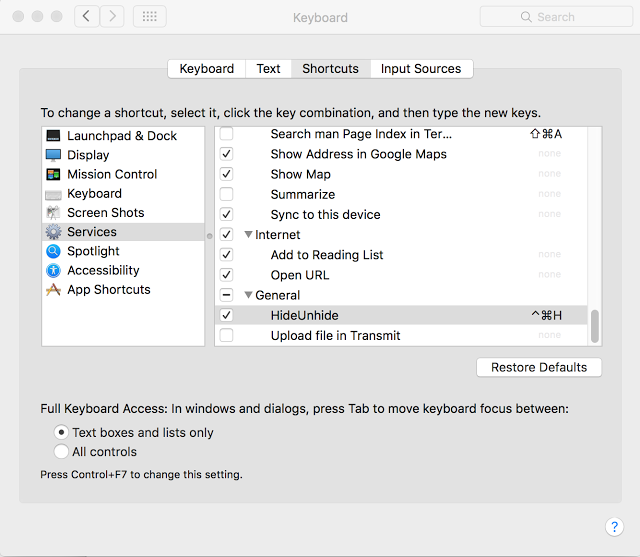 Keyboard
Search
Keyboard
Text
Shortcuts
Input Sources
To change a shortcut, select it, click the key combination, and then type the new keys.
Launchpad & Dock
Display
Mission Control
Keyboard
Screen Shots
Services
Spotlight
Accessibility
App Shortcuts
Search man Page Index in Ter... ⇧⌘A
Show Address in Google Maps none
Show Map none
Summarize none
Sync to this device none
Internet
Add to Reading List none
Open URL none
General
HideUnhide ^⌘H
Upload file in Transmit none
Restore Defaults
Full Keyboard Access: In windows and dialogs, press Tab to move keyboard focus between:
Text boxes and lists only
All controls
Press Control+F7 to change this setting.
?